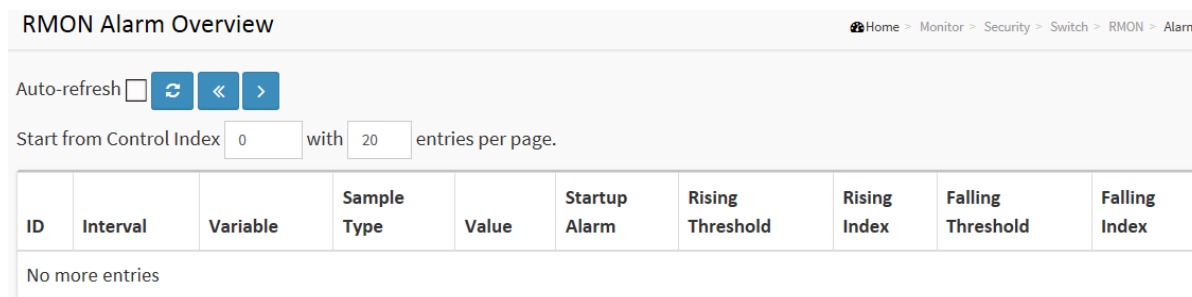 RMON Alarm Overview
Home > Monitor > Security > Switch > RMON > Alarm
Auto-refresh
Start from Control Index 0 with 20 entries per page.
ID Interval Variable Sample Type Value Startup Alarm Rising Threshold Rising Index Falling Threshold Falling Index
No more entries